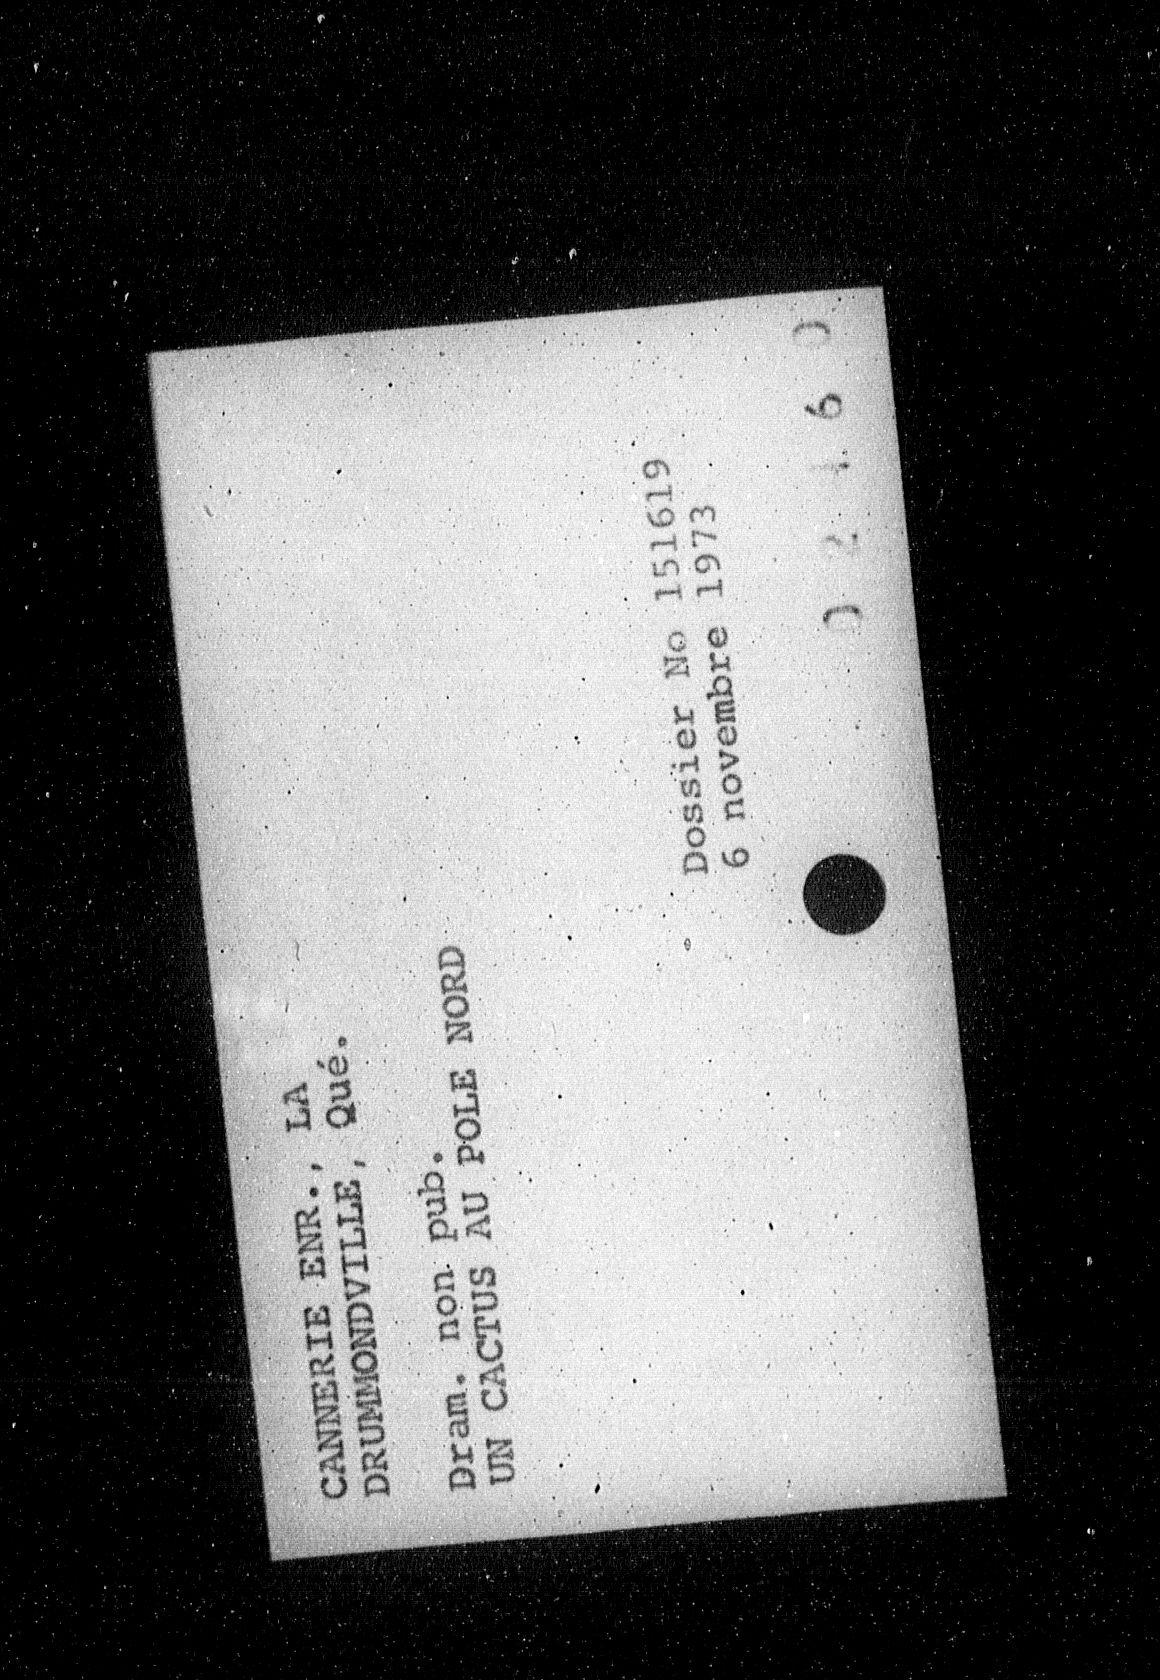 CANNERIE ENR., LA
DRUMMONDVILLE, Qué.
Dram. non pub.
UN CACTUS AU POLE NORD
Dossier No 151619
6 novembre 1973